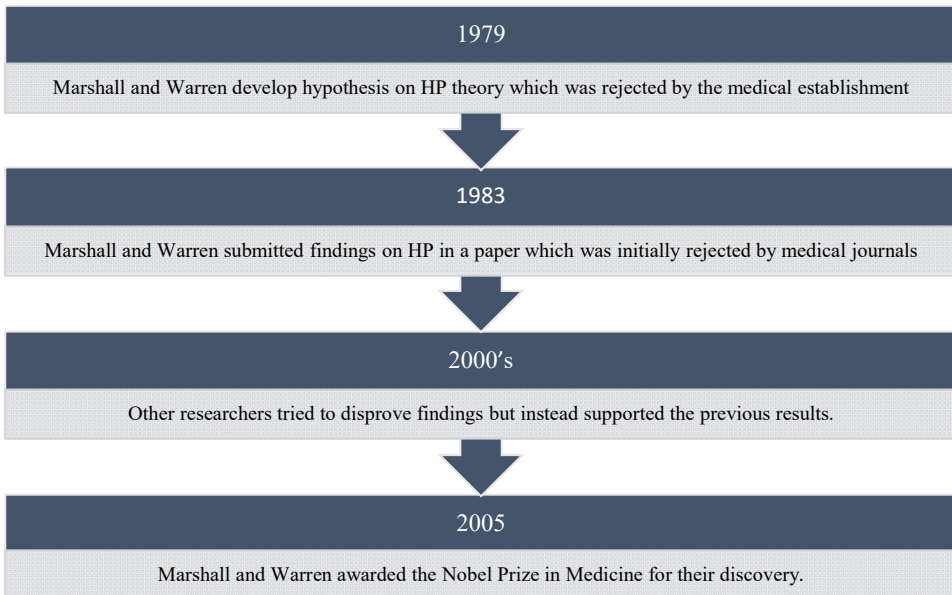 1979
Marshall and Warren develop hypothesis on HP theory which was rejected by the medical establishment
1983
Marshall and Warren submitted findings on HP in a paper which was initially rejected by medical journals
2000's
Other researchers tried to disprove findings but instead supported the previous results.
2005
Marshall and Warren awarded the Nobel Prize in Medicine for their discovery.